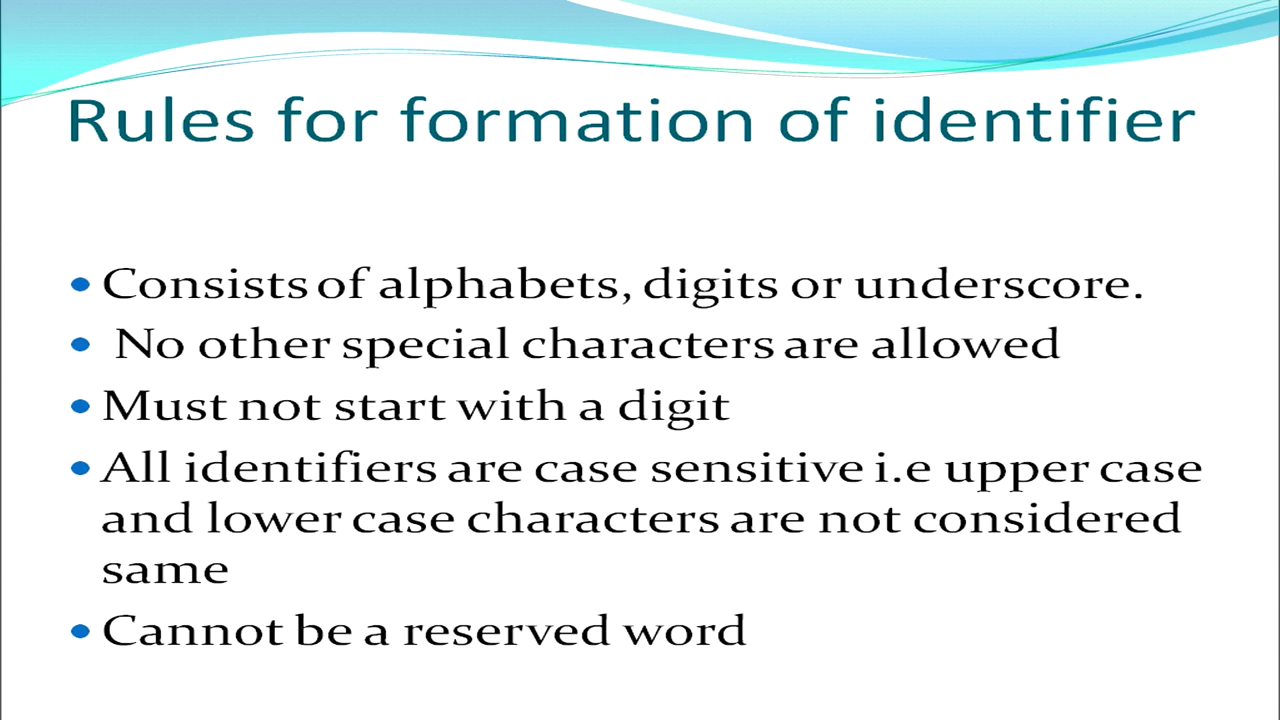 Rules for formation of identifier
• Consists of alphabets, digits or underscore.
• No other special characters are allowed
• Must not start with a digit
• All identifiers are case sensitive i.e upper case
and lower case characters are not considered
same
• Cannot be a reserved word